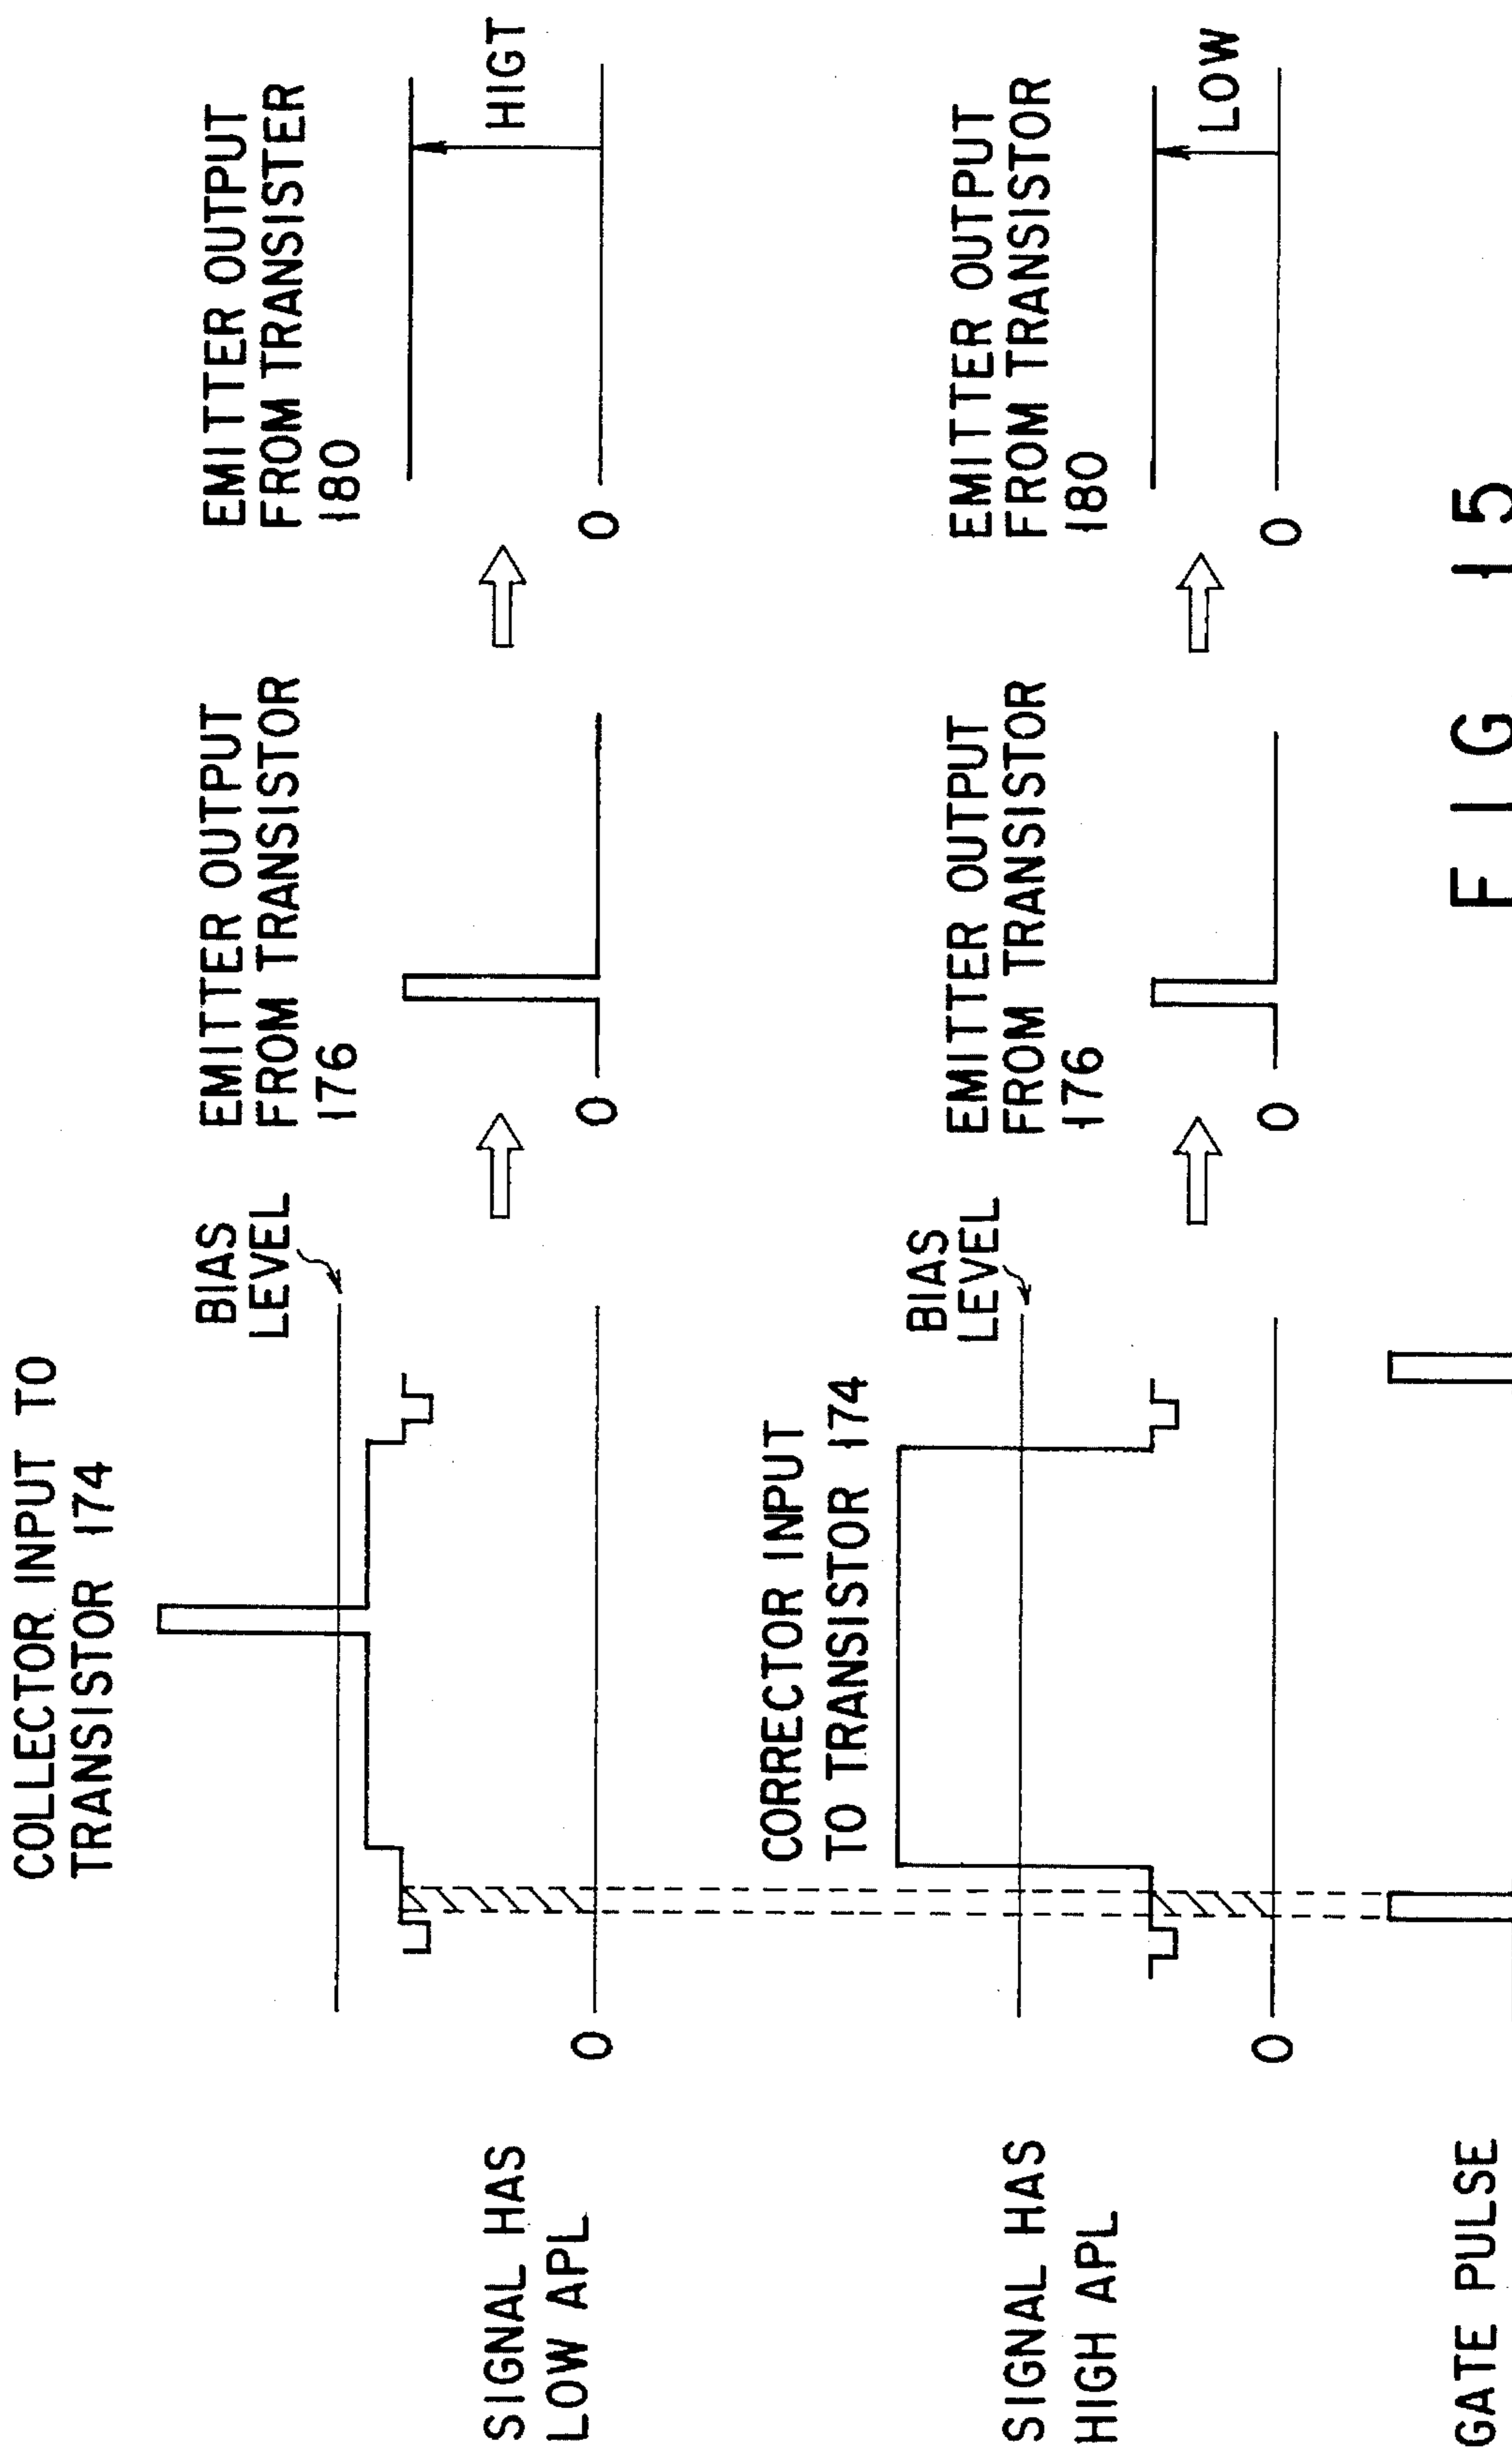 COLLECTOR INPUT TO
TRANSISTOR 174
BIAS
LEVEL
EMITTER OUTPUT
FROM TRANSISTOR
176
EMITTER OUTPUT
FROM TRANSISTER
180
SIGNAL HAS
LOW APL
0
0
0
HIGT
CORRECTOR INPUT
TO TRANSISTOR 174
BIAS
LEVEL
EMITTER OUTPUT
FROM TRANSISTOR
176
EMITTER OUTPUT
FROM TRANSISTOR
180
SIGNAL HAS
HIGH APL
0
0
0
LOW
GATE PULSE
FIG 15